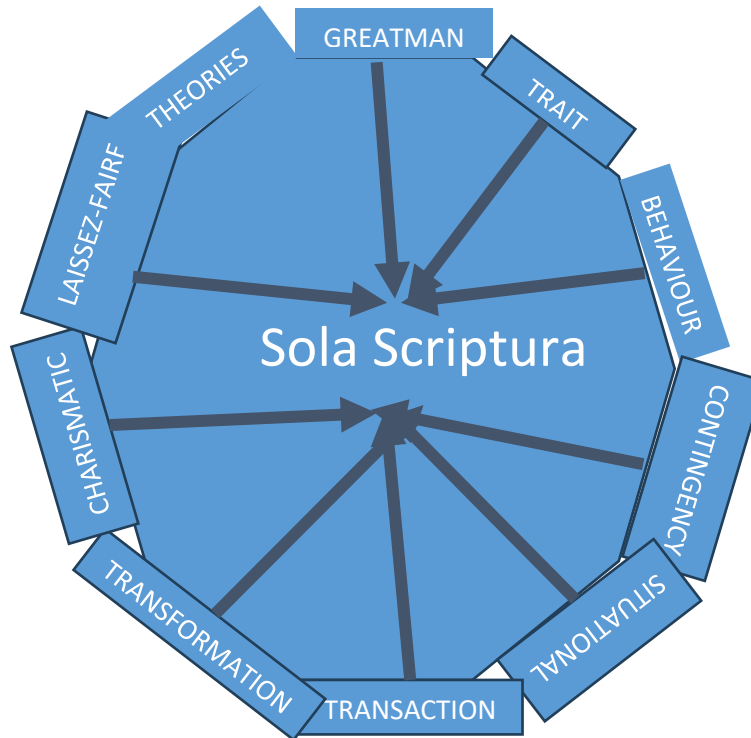 GREATMAN
TRAIT
BEHAVIOUR
CONTINGENCY
SITUATIONAL
TRANSACTION
TRANSFORMATION
CHARISMATIC
LAISSEZ-FAIRF
THEORIES
Sola Scriptura